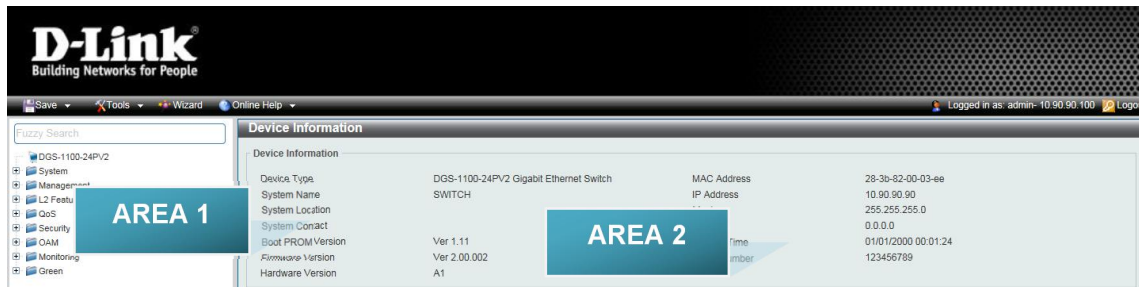 D-Link®
Building Networks for People
Save Tools Wizard Online Help Logged in as: admin- 10.90.90.100 Logo
Fuzzy Search
DGS-1100-24PV2
System
Management
L2 Featu
QoS
Security
OAM
Monitoring
Green
AREA 1
Device Information
Device Information
Device Type DGS-1100-24PV2 Gigabit Ethernet Switch MAC Address 28-3b-82-00-03-ee
System Name SWITCH IP Address 10.90.90.90
System Location 255.255.255.0
System Contact 0.0.0.0
Boot PROM Version Ver 1.11 Time 01/01/2000 00:01:24
Firmware Version Ver 2.00.002 umber 123456789
Hardware Version A1
AREA 2